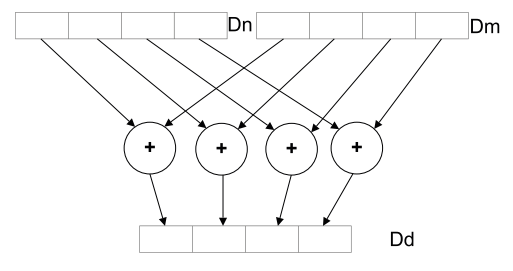 Dn Dm
+ + + +
Dd